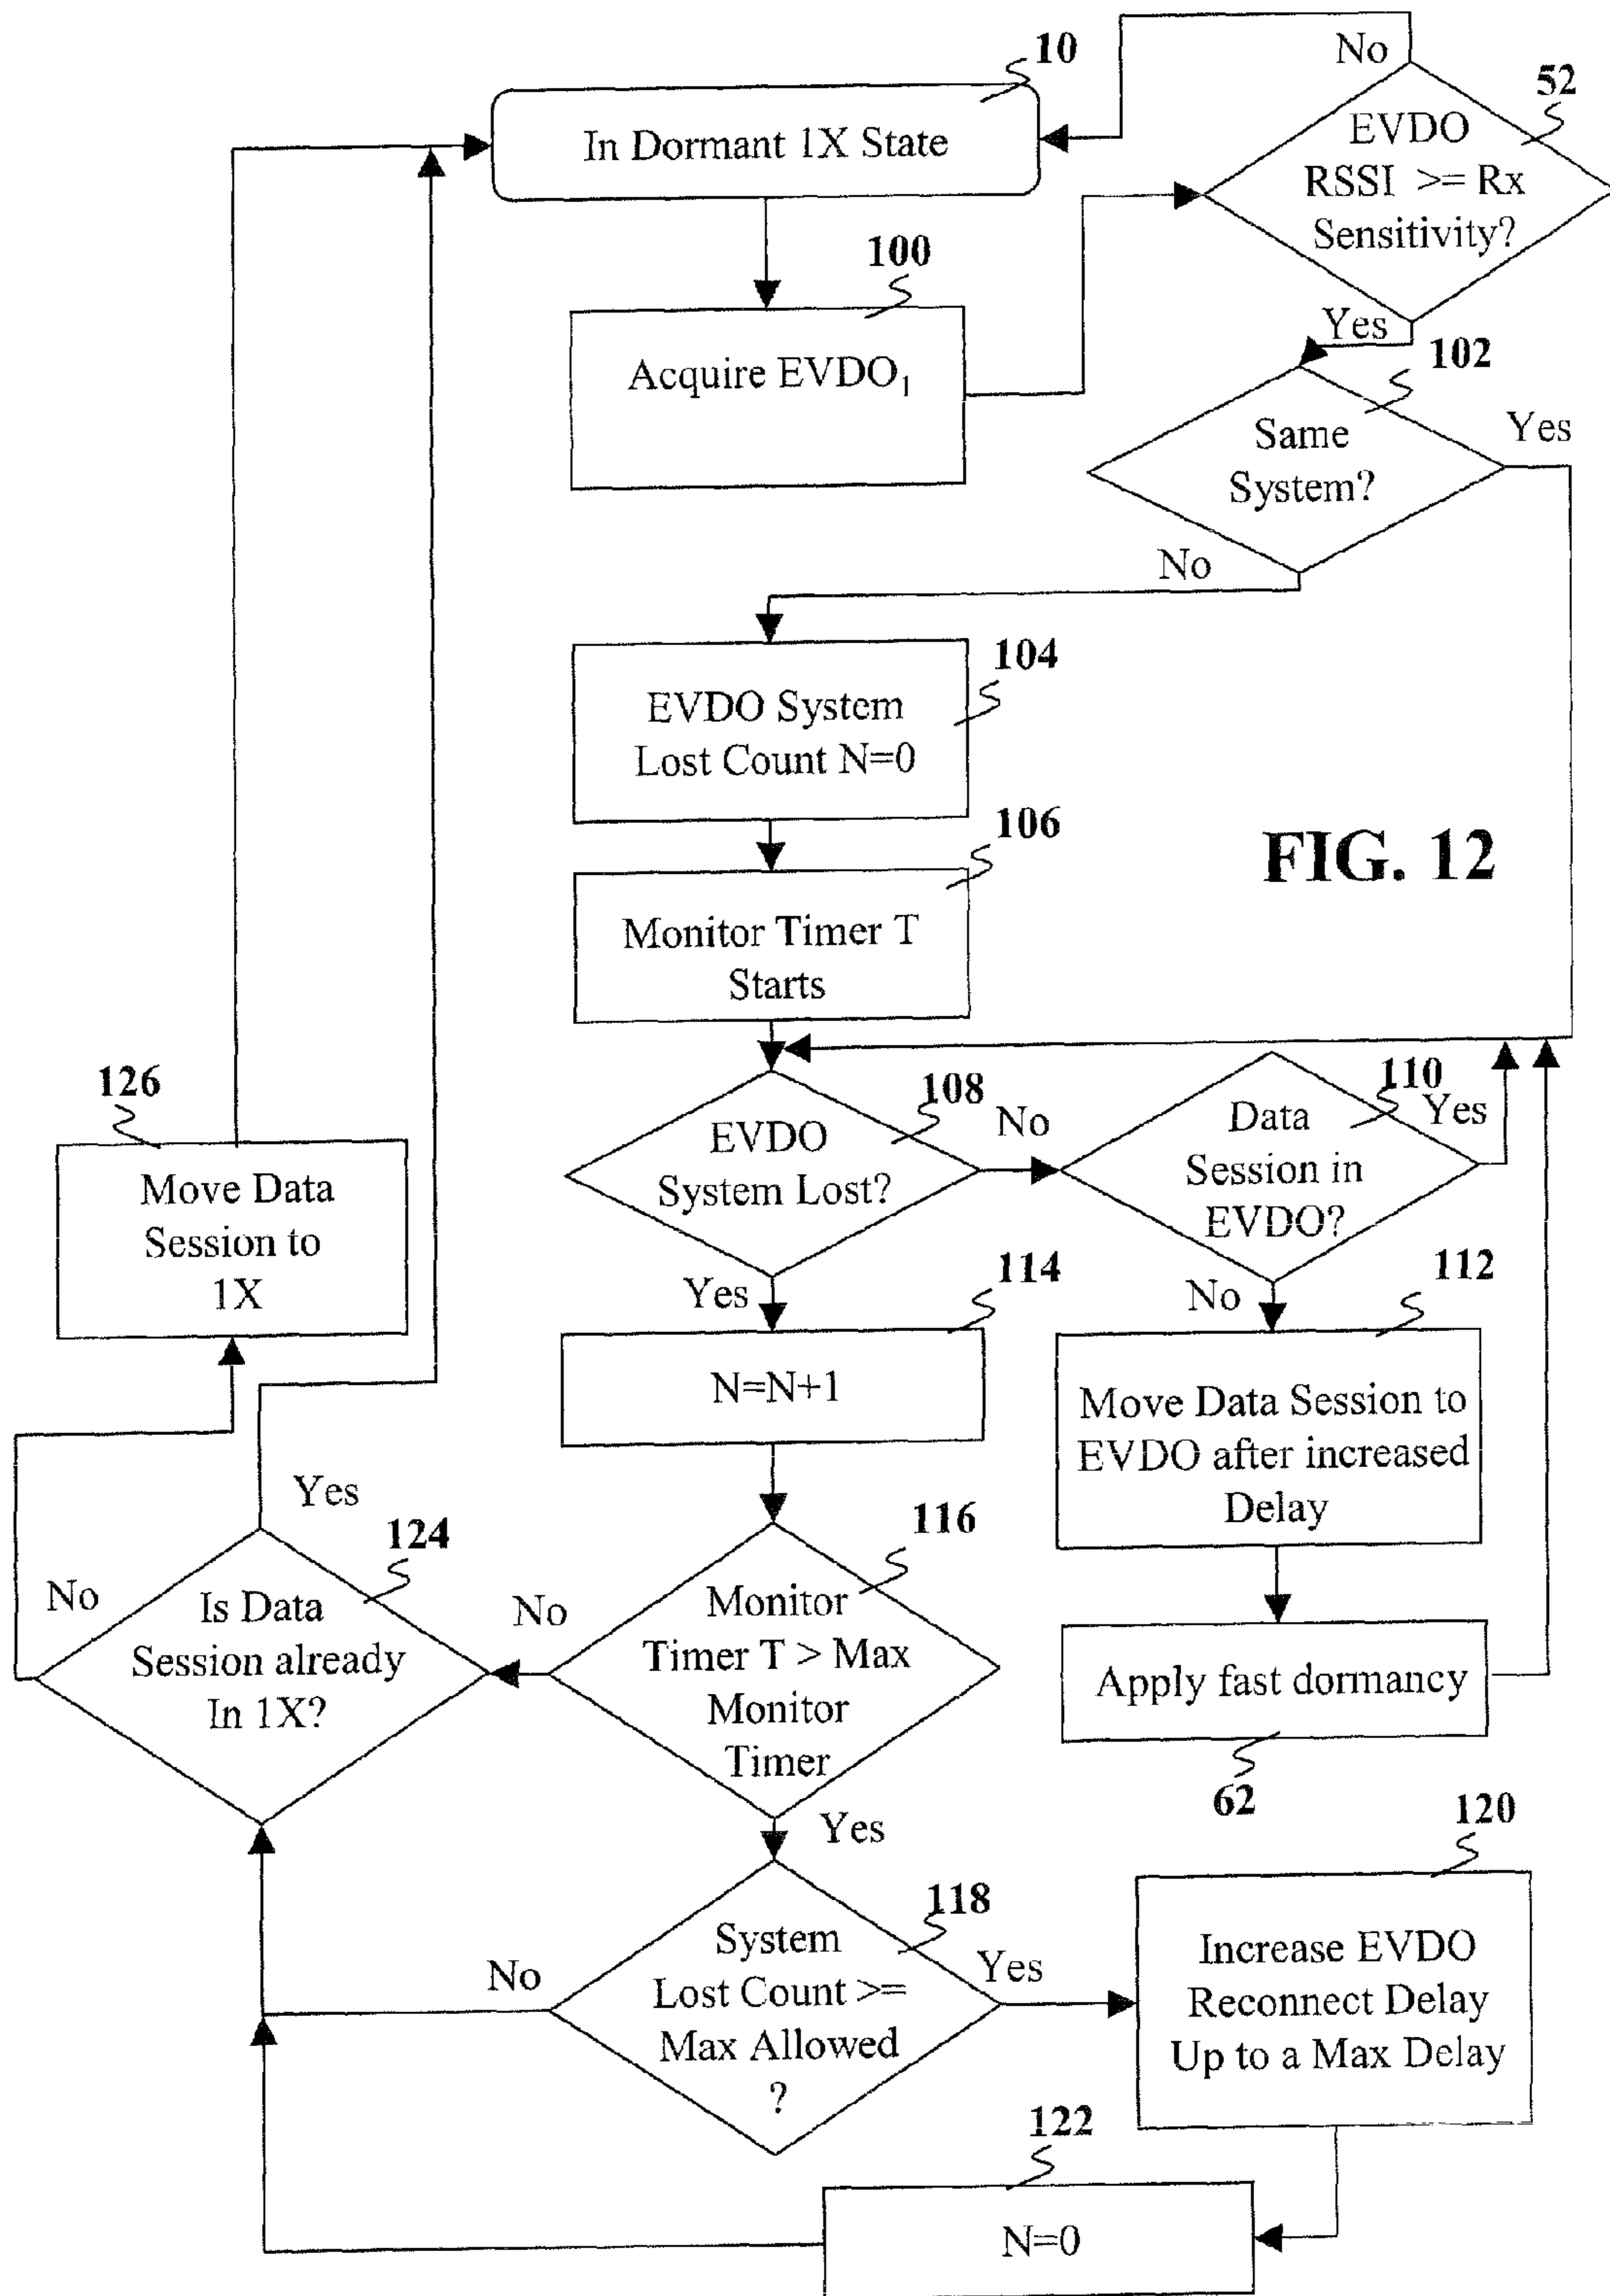 No
10
52
In Dormant 1X State
EVDO
RSSI >= Rx
Sensitivity?
100
Yes
102
Acquire EVDO₁
Same
System?
Yes
No
104
EVDO System
Lost Count N=0
106
FIG. 12
Monitor Timer T
Starts
126
108
110
No
Yes
EVDO
System Lost?
Data
Session in
EVDO?
Move Data
Session to
1X
Yes
114
No
112
N=N+1
Move Data Session to
EVDO after increased
Delay
Yes
124
116
No
Is Data
Session already
In 1X?
No
Monitor
Timer T > Max
Monitor
Timer
Apply fast dormancy
62
Yes
120
118
System
Lost Count >=
Max Allowed
?
No
Yes
Increase EVDO
Reconnect Delay
Up to a Max Delay
122
N=0